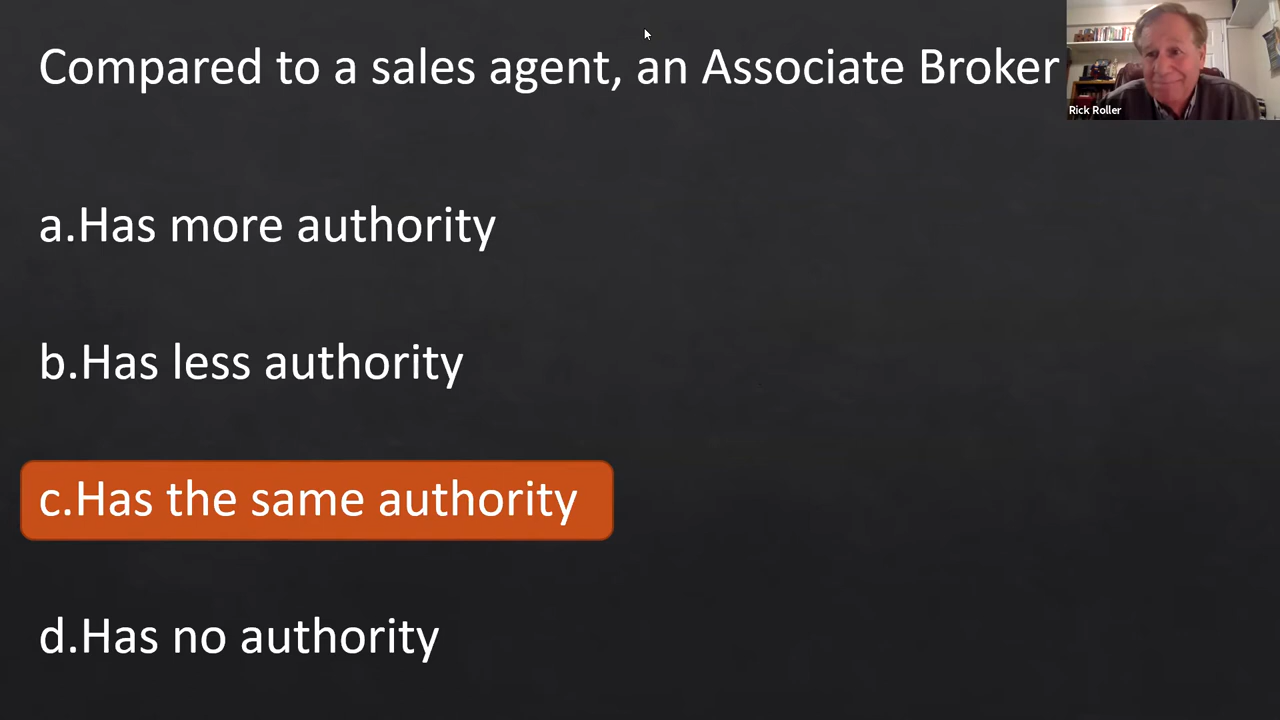 Compared to a sales agent, an Associate Broker
Rick Roller
a.Has more authority
b.Has less authority
c.Has the same authority
d.Has no authority